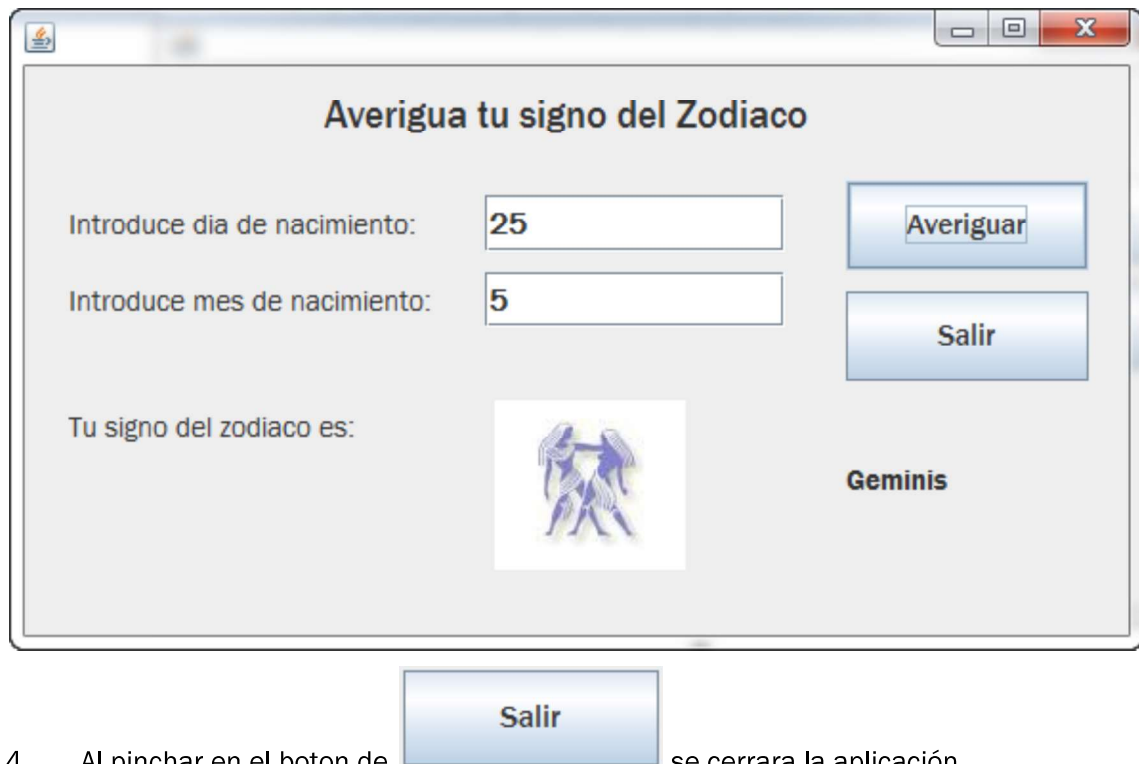 Averigua tu signo del Zodiaco
Introduce dia de nacimiento: 25 Averiguar
Introduce mes de nacimiento: 5
Salir
Tu signo del zodiaco es:
Geminis
4. Al pinchar en el boton de Salir se cerrara la aplicación